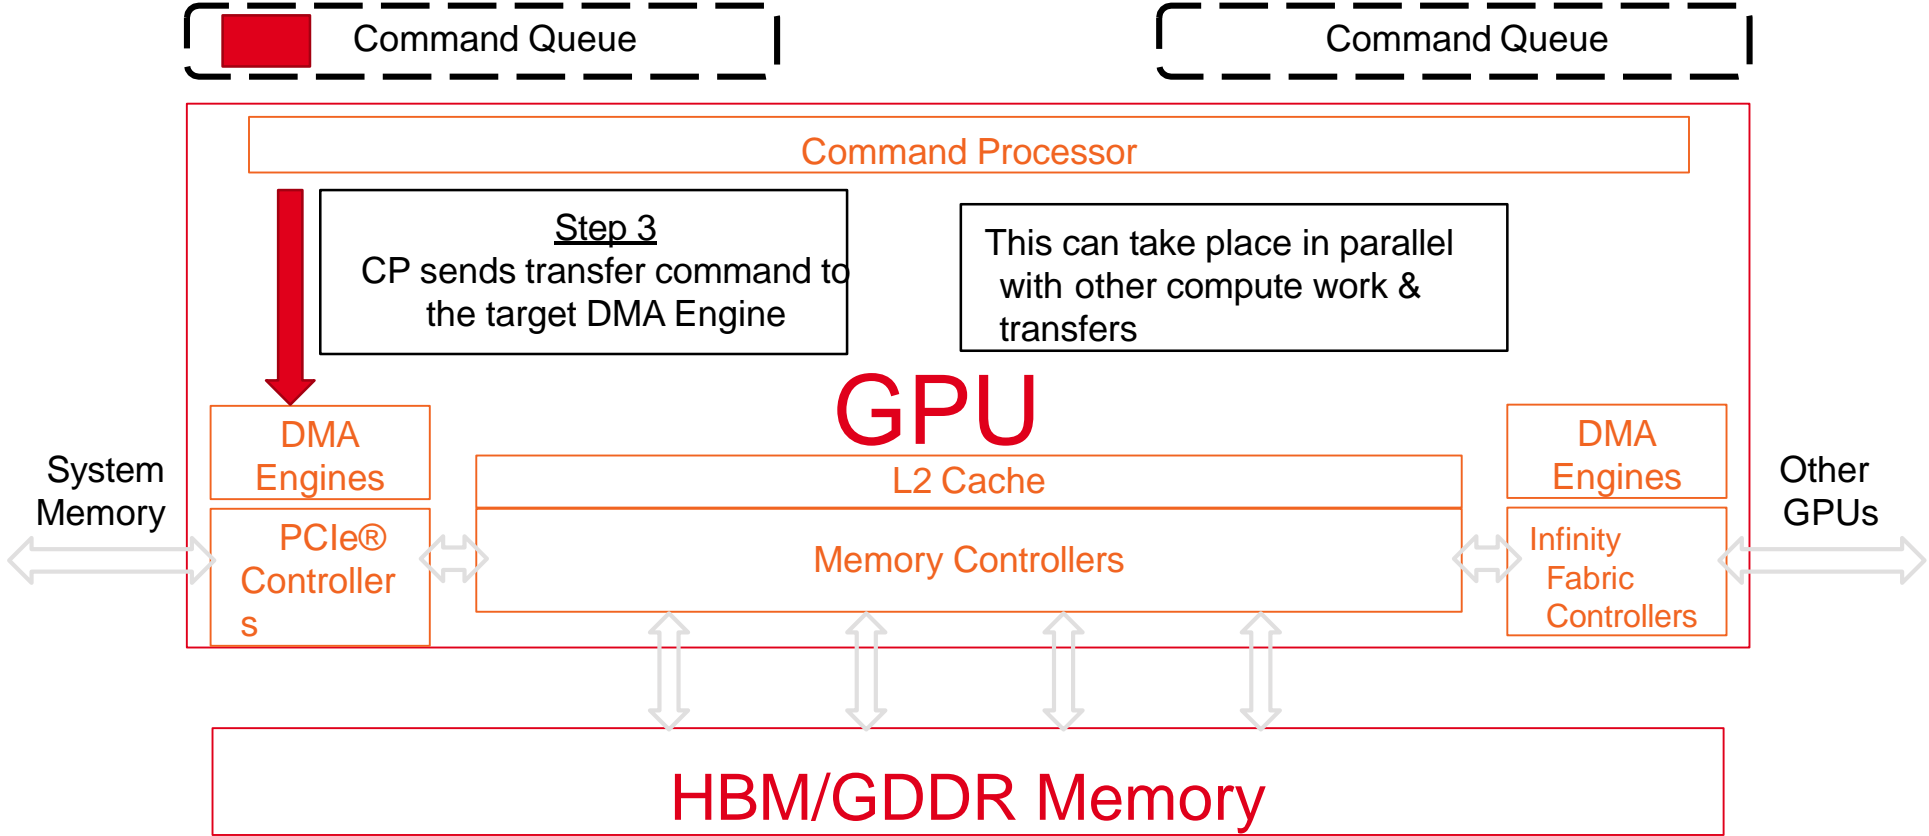 Command Queue
Command Queue
Command Processor
Step 3
CP sends transfer command to
the target DMA Engine
This can take place in parallel
with other compute work &
transfers
GPU
DMA
Engines
DMA
Engines
System
Memory
L2 Cache
Other
GPUs
PCIe®
Controller
s
Memory Controllers
Infinity
Fabric
Controllers
HBM/GDDR Memory